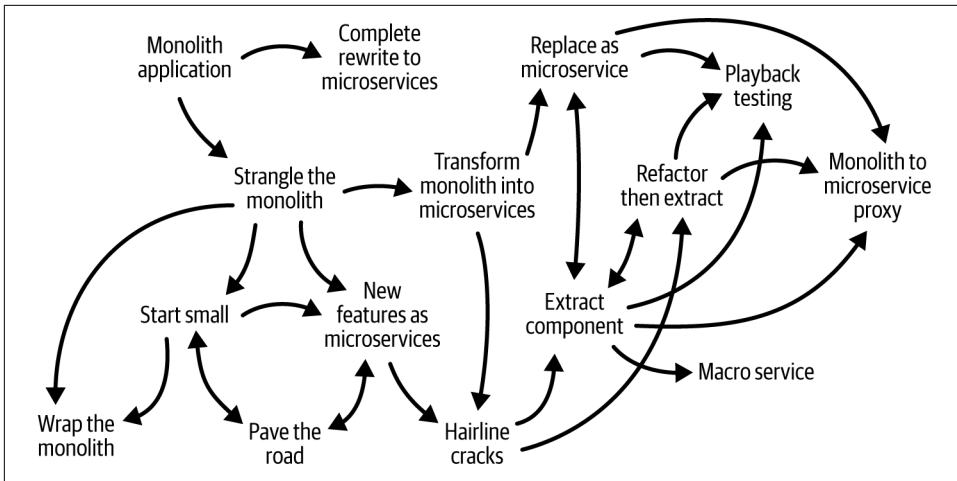 Monolith
application
Complete
rewrite to
microservices
Replace as
microservice
Playback
testing
Strangle the
monolith
Transform
monolith into
microservices
Refactor
then extract
Monolith to
microservice
proxy
Start small
New
features as
microservices
Extract
component
Macro service
Wrap the
monolith
Pave the
road
Hairline
cracks